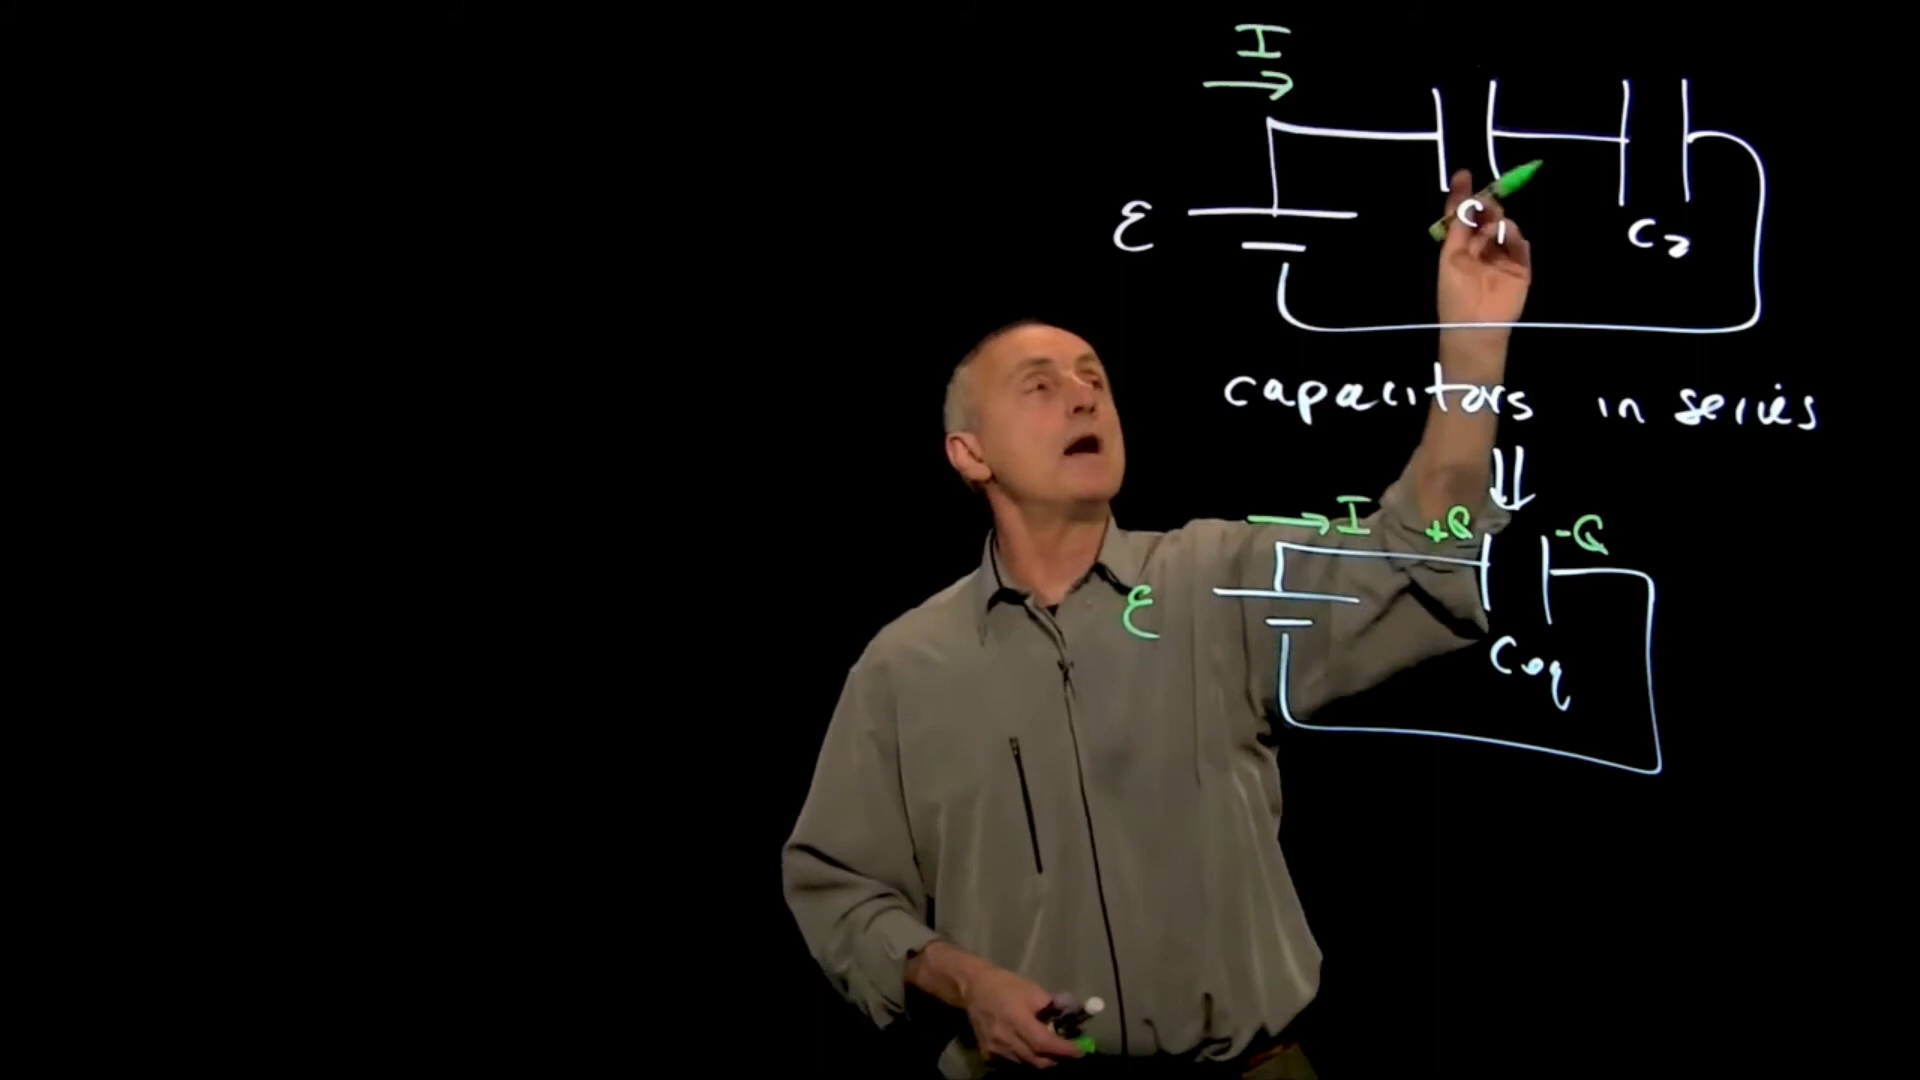 I
ε
C₁
C₂
capacitors in series
I
+Q
-Q
ε
Ceq